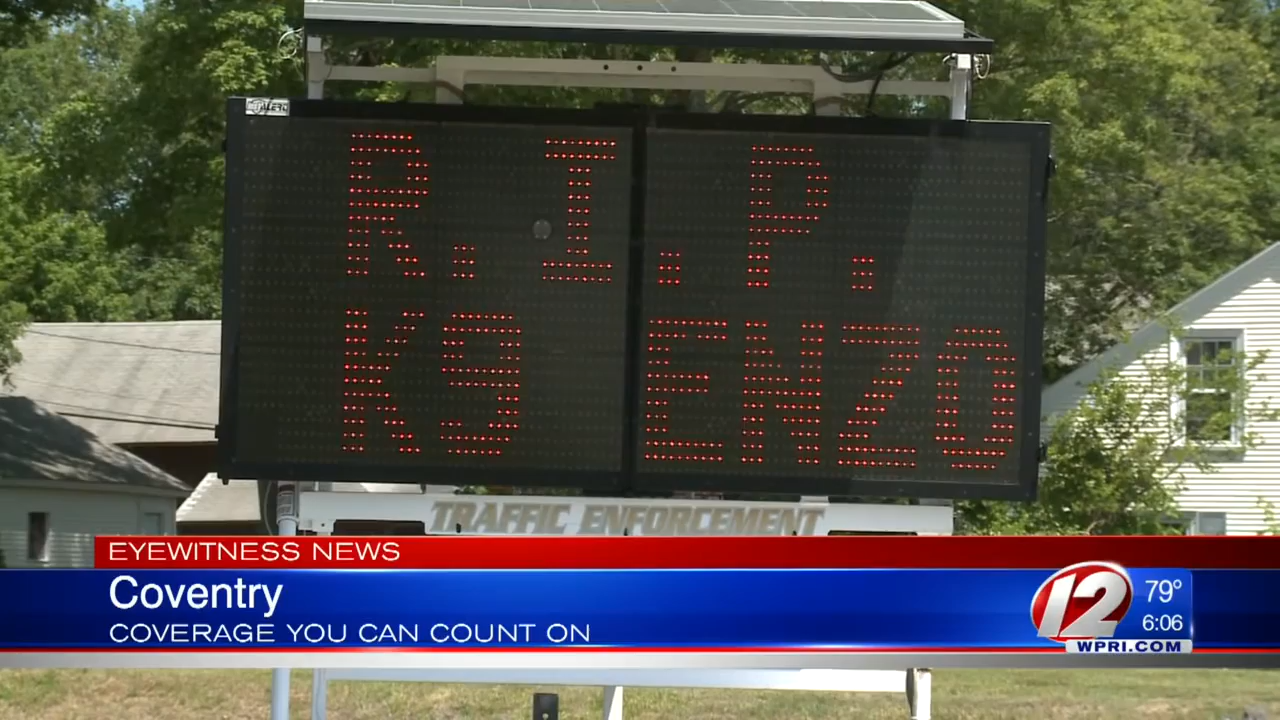 R.I.P.
K9 ENZO
TRAFFIC ENFORCEMENT
EYEWITNESS NEWS
Coventry
COVERAGE YOU CAN COUNT ON
12
79°
6:06
WPRI.COM